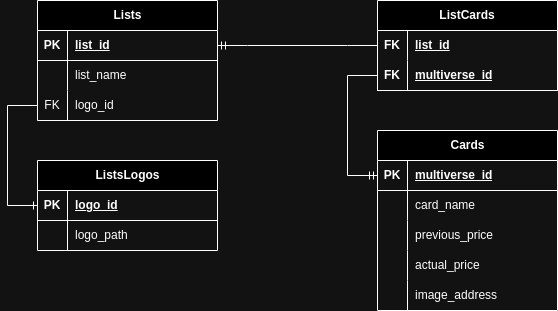 Lists
PK list_id
list_name
FK logo_id
ListsLogos
PK logo_id
logo_path
ListCards
FK list_id
FK multiverse_id
Cards
PK multiverse_id
card_name
previous_price
actual_price
image_address